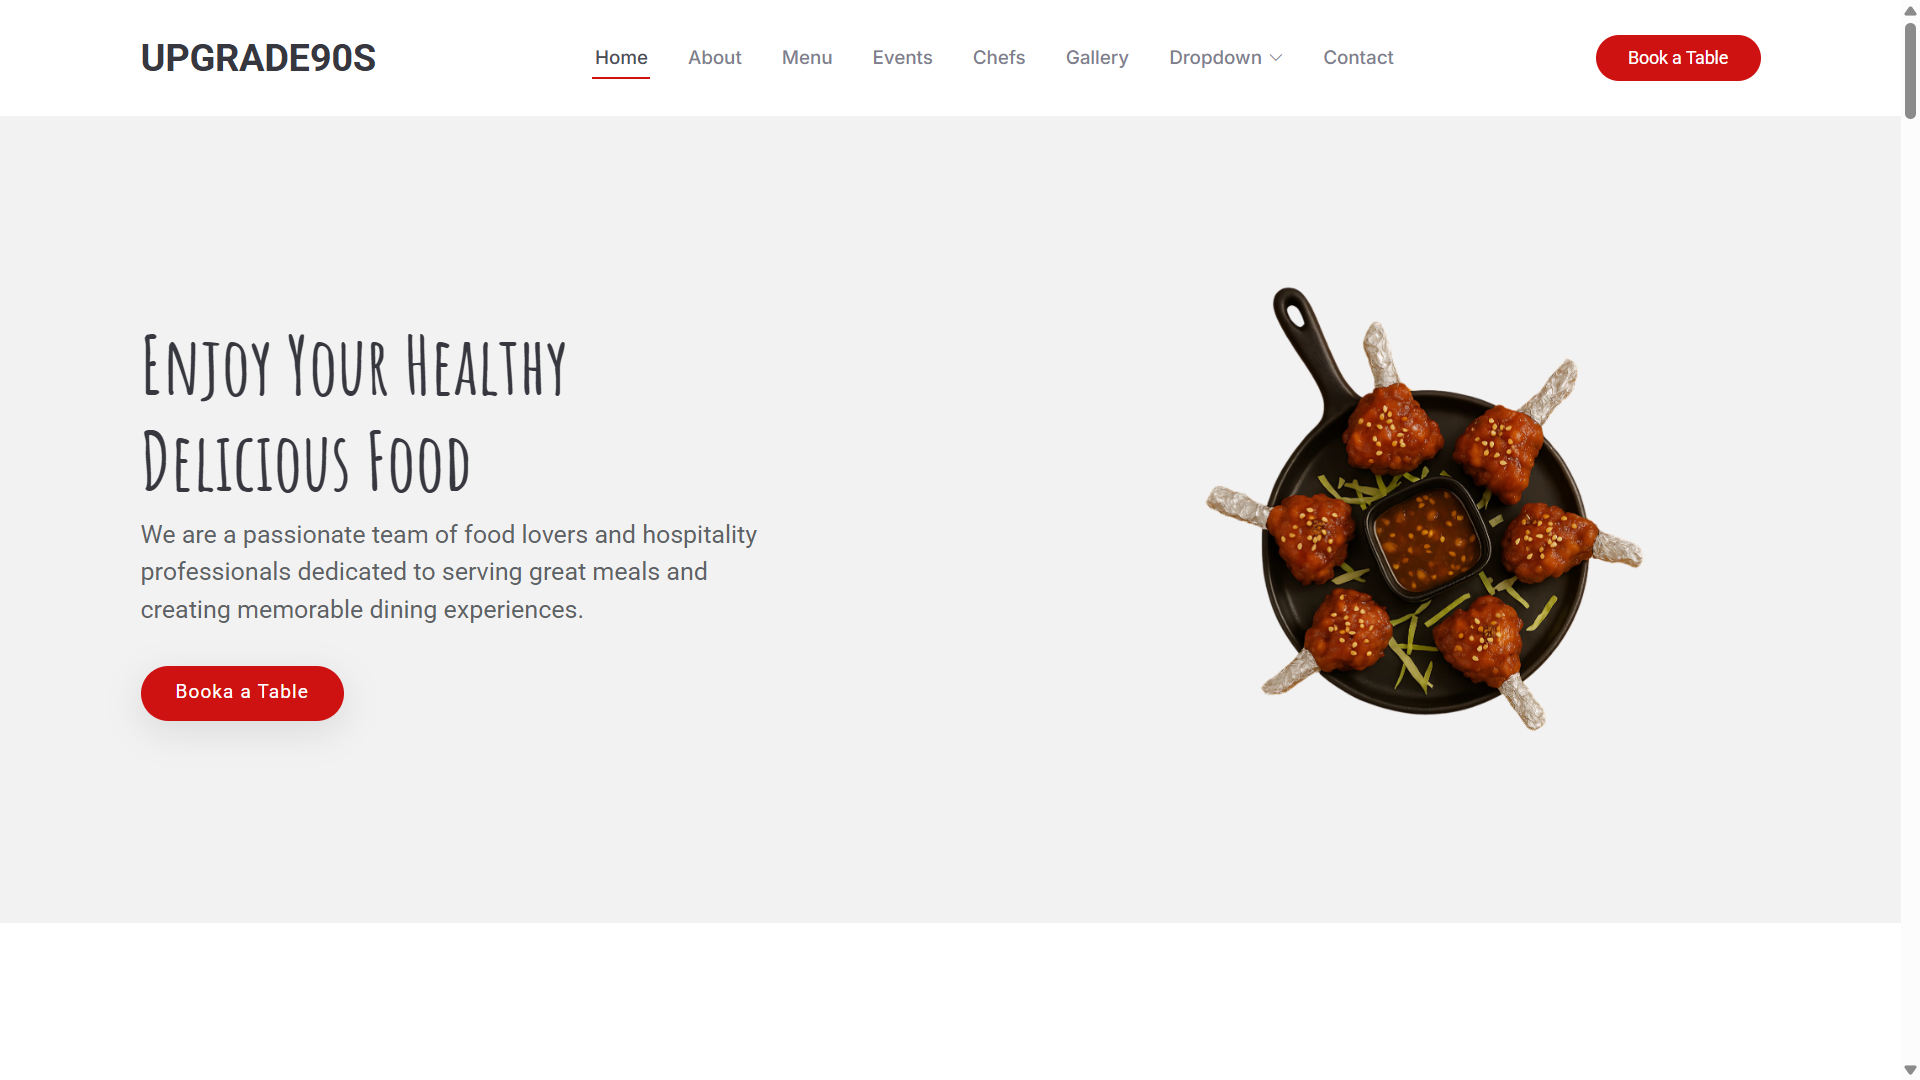 UPGRADE90S
Home About Menu Events Chefs Gallery Dropdown Contact
Book a Table
Enjoy Your Healthy
Delicious Food
We are a passionate team of food lovers and hospitality
professionals dedicated to serving great meals and
creating memorable dining experiences.
Booka a Table